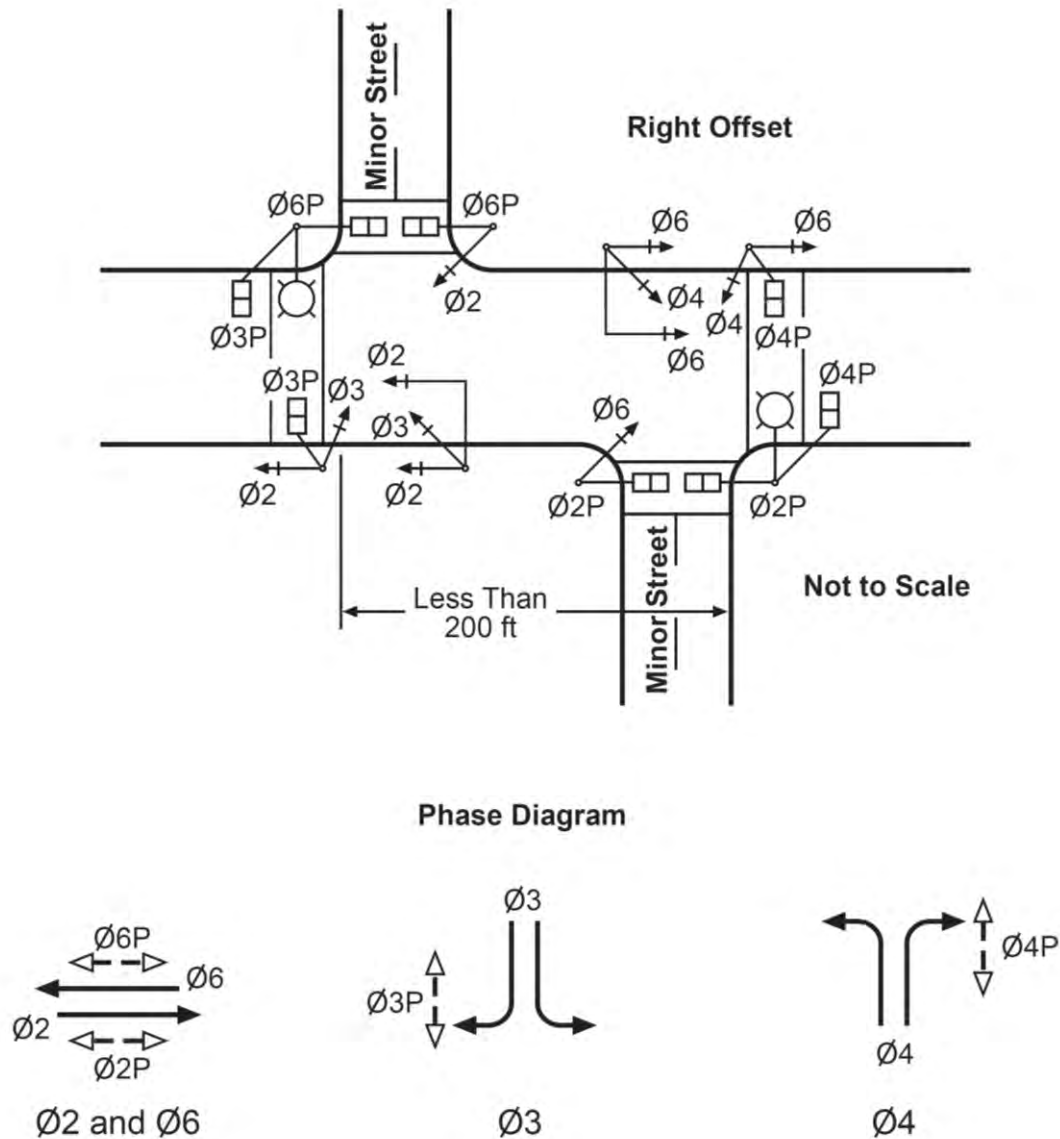 Minor Street
Right Offset
Ø6P
Ø6P
Ø6
Ø6
Ø2
Ø4
Ø4
Ø3P
Ø4P
Ø6
Ø2
Ø3P
Ø3
Ø4P
Ø3
Ø6
Ø2
Ø2
Ø2P
Ø2P
Minor Street
Not to Scale
Less Than
200 ft
Phase Diagram
Ø6P
Ø6
Ø2
Ø2P
Ø2 and Ø6
Ø3
Ø3P
Ø3
Ø4P
Ø4
Ø4